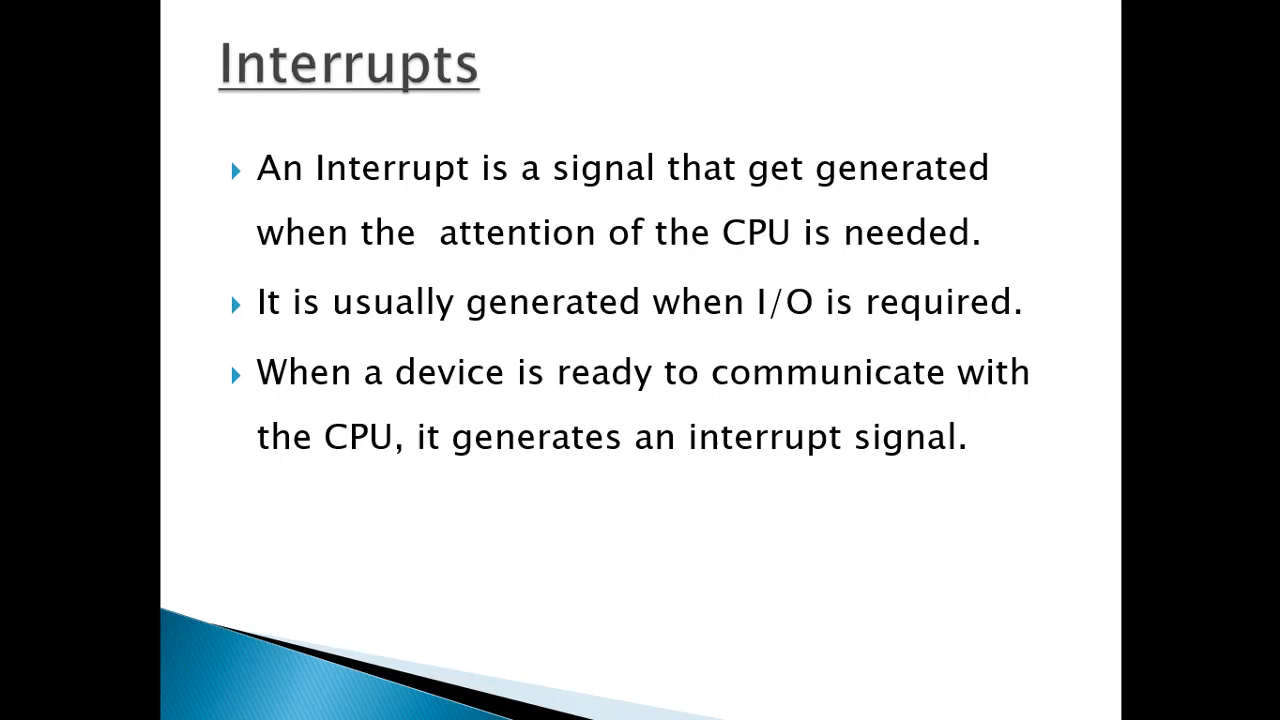 Interrupts
An Interrupt is a signal that get generated
when the  attention of the CPU is needed.
It is usually generated when I/O is required.
When a device is ready to communicate with
the CPU, it generates an interrupt signal.